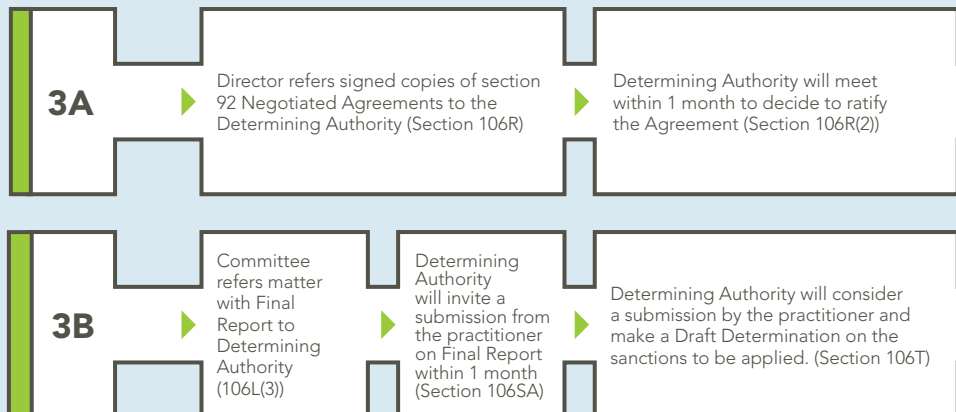 3A
Director refers signed copies of section
92 Negotiated Agreements to the
Determining Authority (Section 106R)
Determining Authority will meet
within 1 month to decide to ratify
the Agreement (Section 106R(2))
3B
Committee
refers matter
with Final
Report to
Determining
Authority
(106L(3))
Determining
Authority
will invite a
submission from
the practitioner
on Final Report
within 1 month
(Section 106SA)
Determining Authority will consider
a submission by the practitioner and
make a Draft Determination on the
sanctions to be applied. (Section 106T)